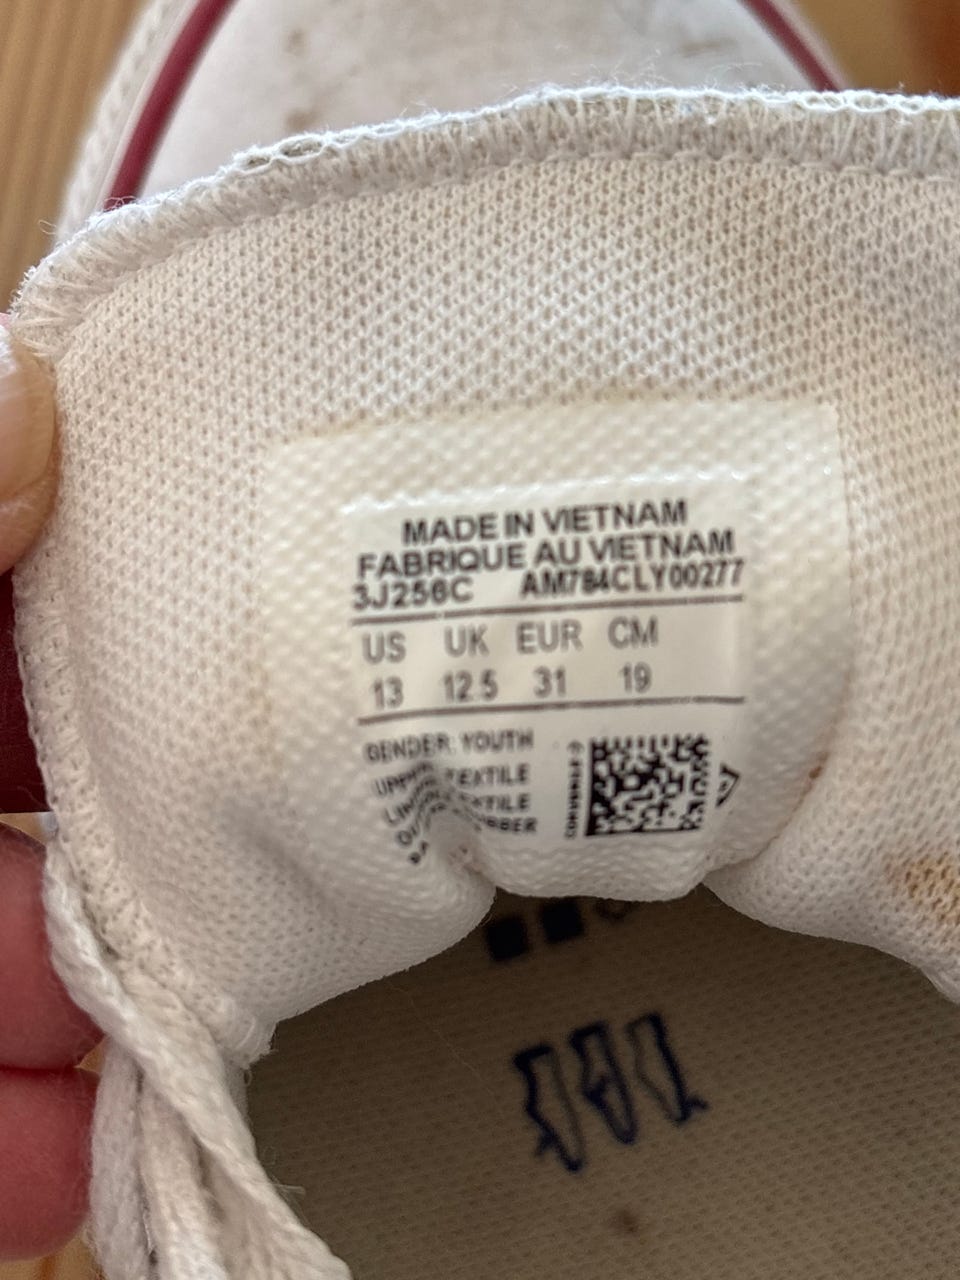 MADE IN VIETNAM
FABRIQUE AU VIETNAM
3J256C AM784CLY00277
US UK EUR CM
13 12.5 31 19
GENDER: YOUTH
TEXTILE
TEXTILE